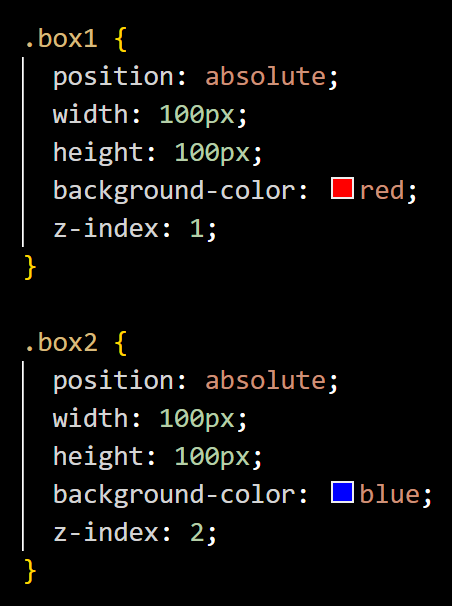 .box1 {
  position: absolute;
  width: 100px;
  height: 100px;
  background-color: red;
  z-index: 1;
}

.box2 {
  position: absolute;
  width: 100px;
  height: 100px;
  background-color: blue;
  z-index: 2;
}